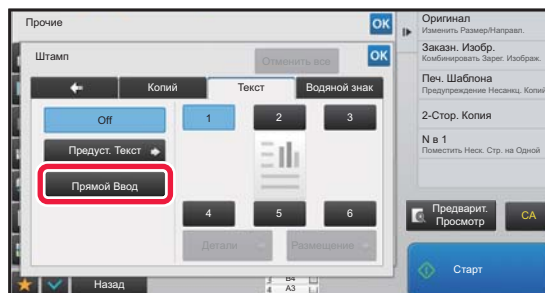 Прочие
OK
Штамп
Отменить все
OK
Копий
Текст
Водяной знак
Off
Предуст. Текст
Прямой Ввод
1
2
3
4
5
6
Детали
Размещение
Назад
B4
A3
Оригинал
Изменить Размер/Направл.
Заказн. Изобр.
Комбинировать Зарег. Изображ.
Печ. Шаблона
Предупреждение Несанкц. Копий
2-Стор. Копия
N в 1
Поместить Неск. Стр. на Одной
Предварит.
Просмотр
CA
Старт